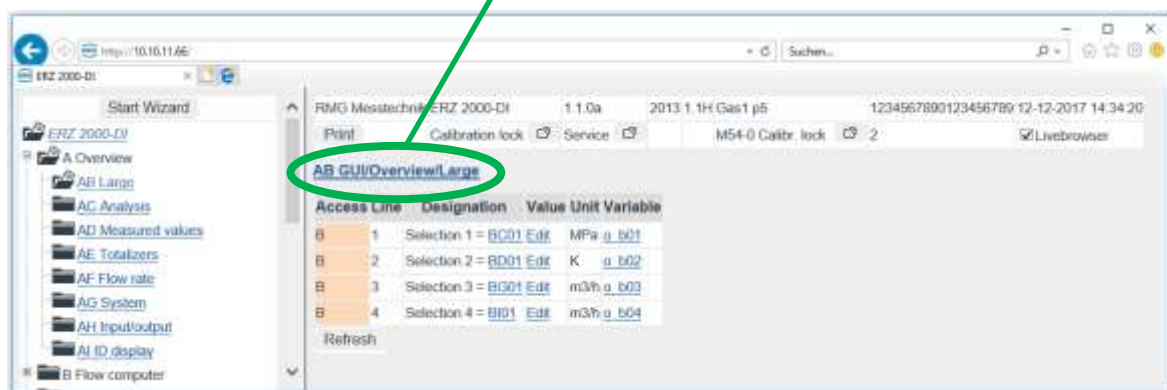 http://10.10.11.66/
Suchen...
ERZ 2000-DI
Start Wizard
RMG Messtechnik ERZ 2000-DI 1.1.0a 2013 1.1H Gas1 p5 12345678901234567890 12-12-2017 14:34:20
Print Calibration lock Service M54-0 Calibr. lock 2 Livebrowser
ERZ 2000-DI
A Overview
AB Large
AC Analysis
AD Measured values
AE Totalizers
AF Flow rate
AG System
AH Input/output
AI ID display
B Flow computer
AB GUI/Overview/Large
Access Line Designation Value Unit Variable
B 1 Selection 1 = BC01 Edit MPa o_b01
B 2 Selection 2 = BD01 Edit K o_b02
B 3 Selection 3 = BG01 Edit m3/h o_b03
B 4 Selection 4 = BI01 Edit m3/h o_b04
Refresh